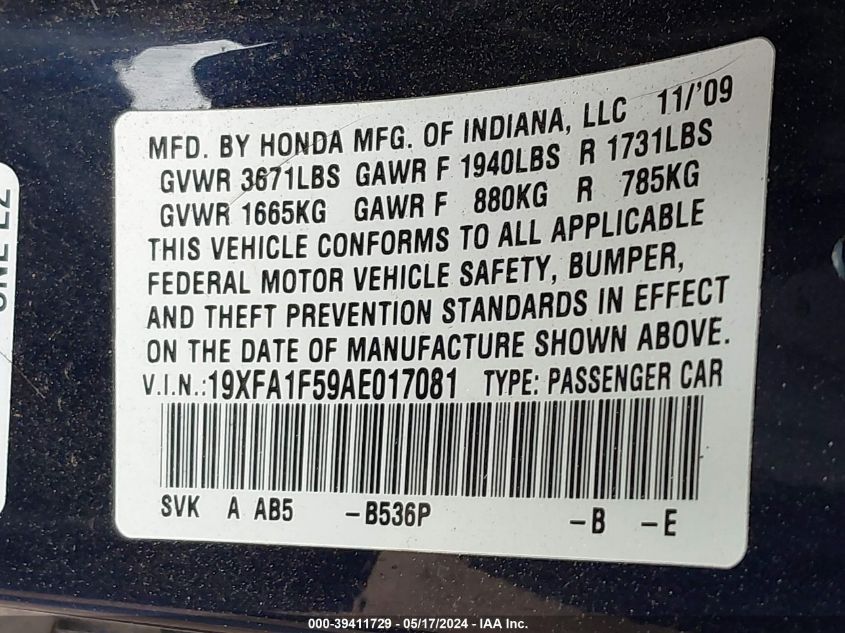 MFD. BY HONDA MFG. OF INDIANA, LLC 11/'09
GVWR 3671LBS GAWR F 1940LBS R 1731LBS
GVWR 1665KG GAWR F 880KG R 785KG
THIS VEHICLE CONFORMS TO ALL APPLICABLE
FEDERAL MOTOR VEHICLE SAFETY, BUMPER,
AND THEFT PREVENTION STANDARDS IN EFFECT
ON THE DATE OF MANUFACTURE SHOWN ABOVE.
V.I.N.:19XFA1F59AE017081 TYPE: PASSENGER CAR
SVK A AB5 -B536P -B -E
000-39411729 - 05/17/2024 - IAA Inc.